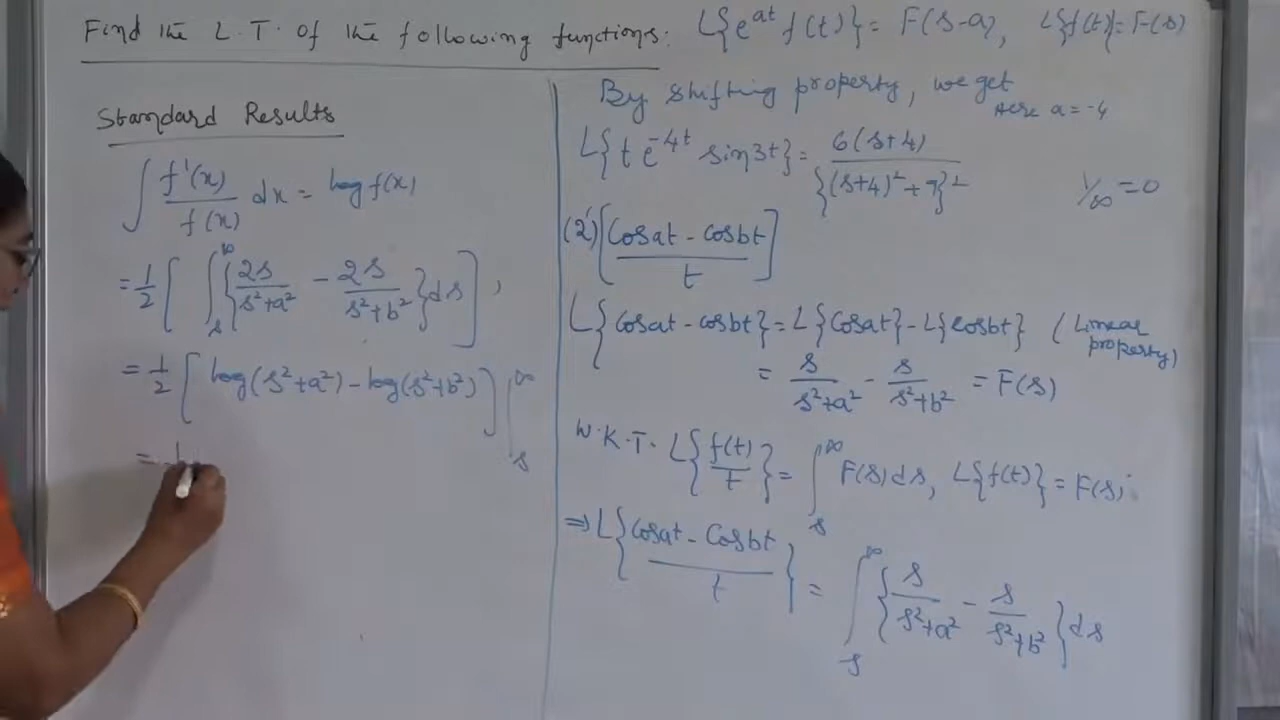 Find the L.T. of the following functions: L{e^{at} f(t)} = F(s-a), L{f(t)} = F(s)
Standard Results
∫ f'(x)/f(x) dx = log f(x)
= 1/2 [ ∫_s^∞ { 2s/(s²+a²) - 2s/(s²+b²) } ds ],
= 1/2 [ log(s²+a²) - log(s²+b²) ] |_s^∞
=
By shifting property, we get
Here a = -4
L{t e^{-4t} sin3t} = 6(s+4)/{(s+4)²+9}²
1/∞ = 0
(2) [(Cosat - cosbt)/t]
L{Cosat - cosbt} = L{Cosat} - L{Cosbt} (Linear property)
= s/(s²+a²) - s/(s²+b²) = F(s)
W.K.T. L{f(t)/t} = ∫_s^∞ F(s) ds, L{f(t)} = F(s)
⇒ L{(Cosat - Cosbt)/t} = ∫_s^∞ { s/(s²+a²) - s/(s²+b²) } ds